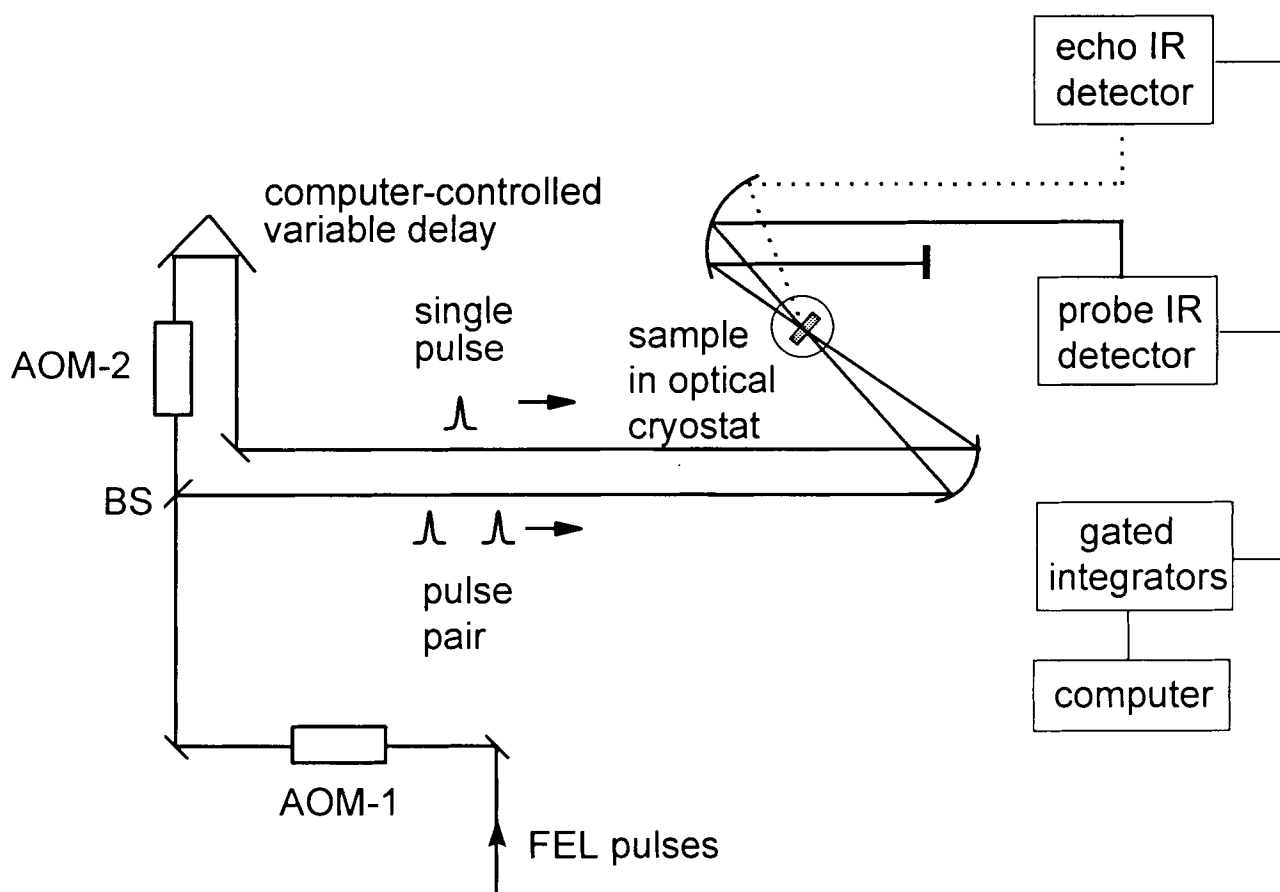 echo IR
detector
computer-controlled
variable delay
single
pulse
AOM-2
sample
in optical
cryostat
probe IR
detector
BS
pulse
pair
gated
integrators
computer
AOM-1
FEL pulses